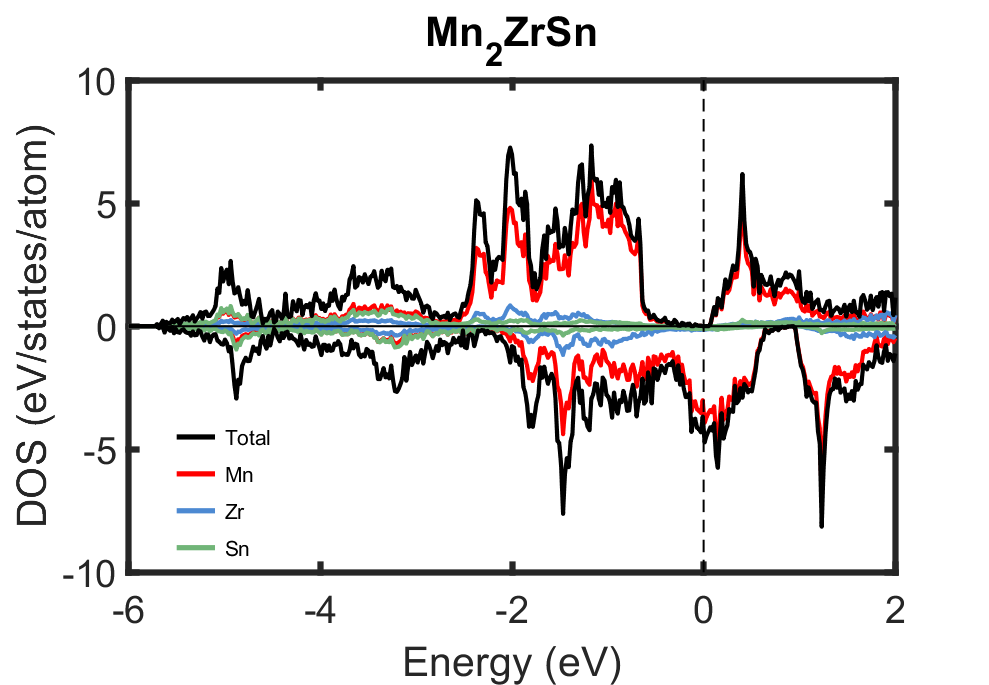 Mn2ZrSn
DOS (eV/states/atom)
10
5
0
-5
-10
Total
Mn
Zr
Sn
-6 -4 -2 0 2
Energy (eV)